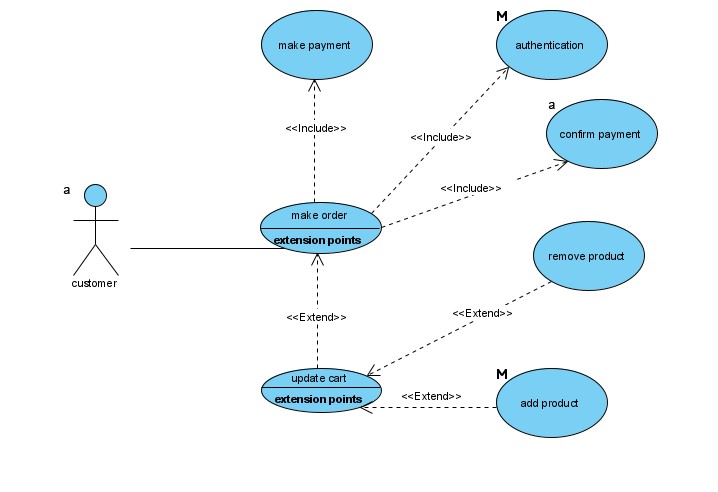 M
make payment
authentication
<<Include>>
a
<<Include>>
confirm payment
a
<<Include>>
make order
extension points
remove product
customer
<<Extend>>
<<Extend>>
M
update cart
<<Extend>>
extension points
add product